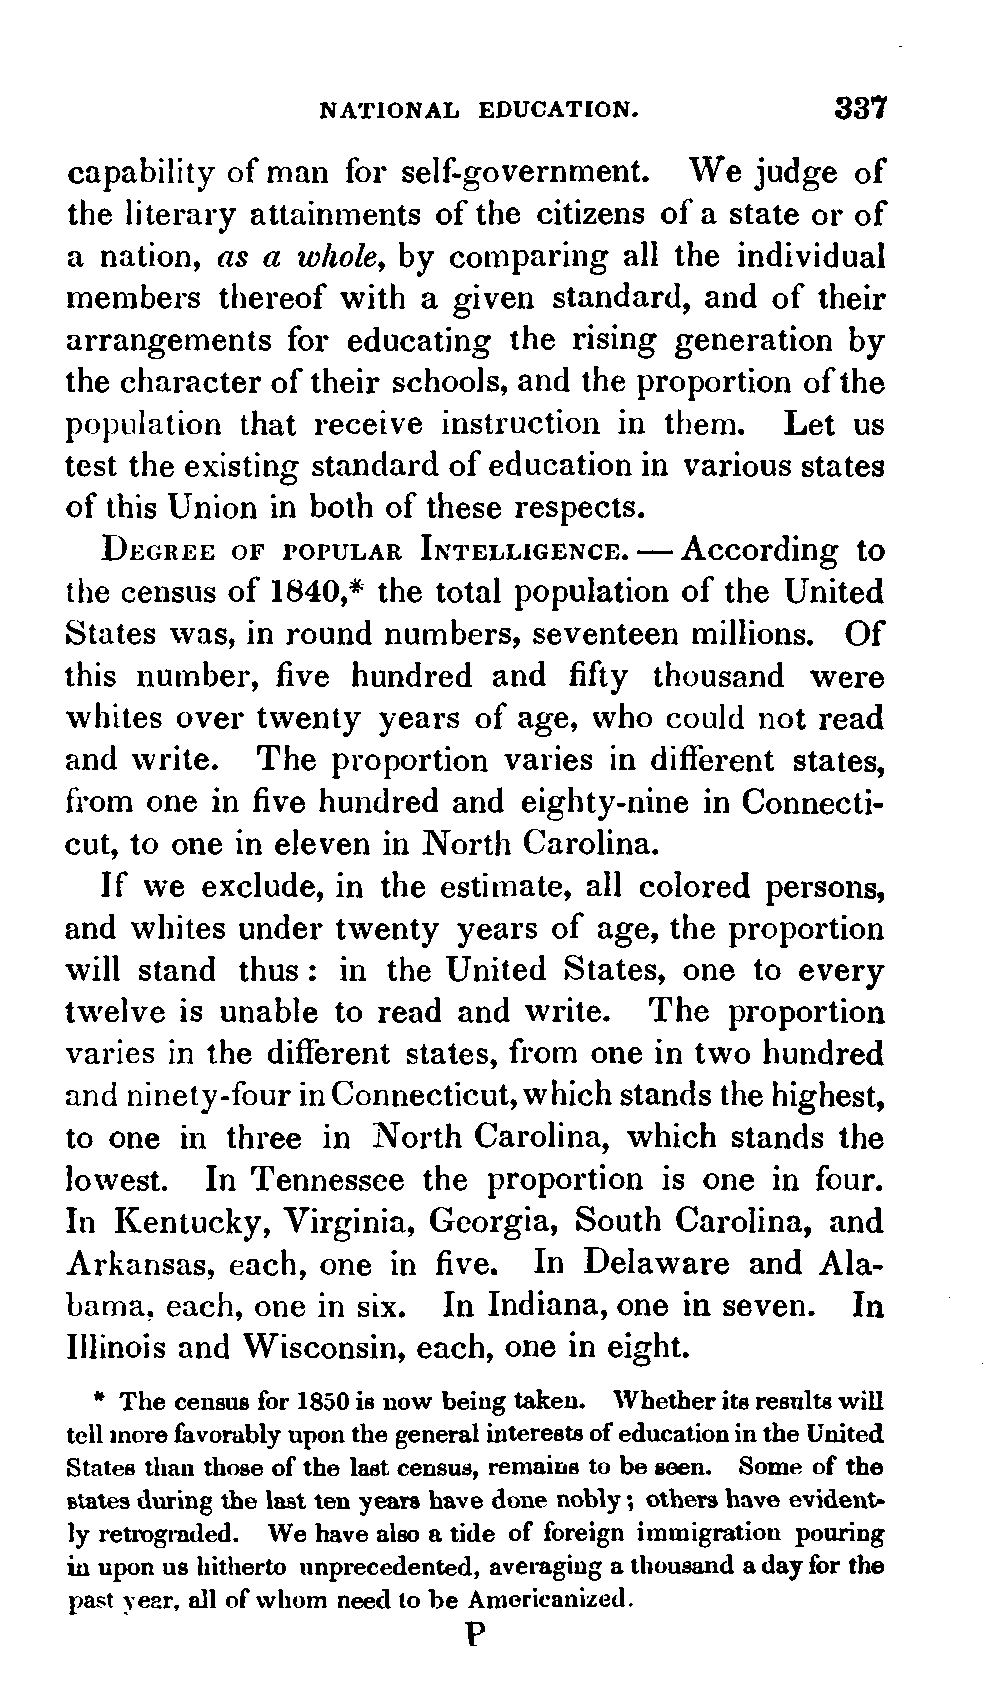 NATIONAL EDUCATION. 337
capability of man for self-government. We judge of
the literary attainments of the citizens of a state or of
a nation, as a whole, by comparing all the individual
members thereof with a given standard, and of their
arrangements for educating the rising generation by
the character of their schools, and the proportion of the
population that receive instruction in them. Let us
test the existing standard of education in various states
of this Union in both of these respects.
DEGREE OF POPULAR INTELLIGENCE. — According to
the census of 1840,* the total population of the United
States was, in round numbers, seventeen millions. Of
this number, five hundred and fifty thousand were
whites over twenty years of age, who could not read
and write. The proportion varies in different states,
from one in five hundred and eighty-nine in Connecti-
cut, to one in eleven in North Carolina.
If we exclude, in the estimate, all colored persons,
and whites under twenty years of age, the proportion
will stand thus: in the United States, one to every
twelve is unable to read and write. The proportion
varies in the different states, from one in two hundred
and ninety-four in Connecticut, which stands the highest,
to one in three in North Carolina, which stands the
lowest. In Tennessee the proportion is one in four.
In Kentucky, Virginia, Georgia, South Carolina, and
Arkansas, each, one in five. In Delaware and Ala-
bama, each, one in six. In Indiana, one in seven. In
Illinois and Wisconsin, each, one in eight.
* The census for 1850 is now being taken. Whether its results will
tell more favorably upon the general interests of education in the United
States than those of the last census, remains to be seen. Some of the
states during the last ten years have done nobly; others have evident-
ly retrograded. We have also a tide of foreign immigration pouring
in upon us hitherto unprecedented, averaging a thousand a day for the
past year, all of whom need to be Americanized.
P